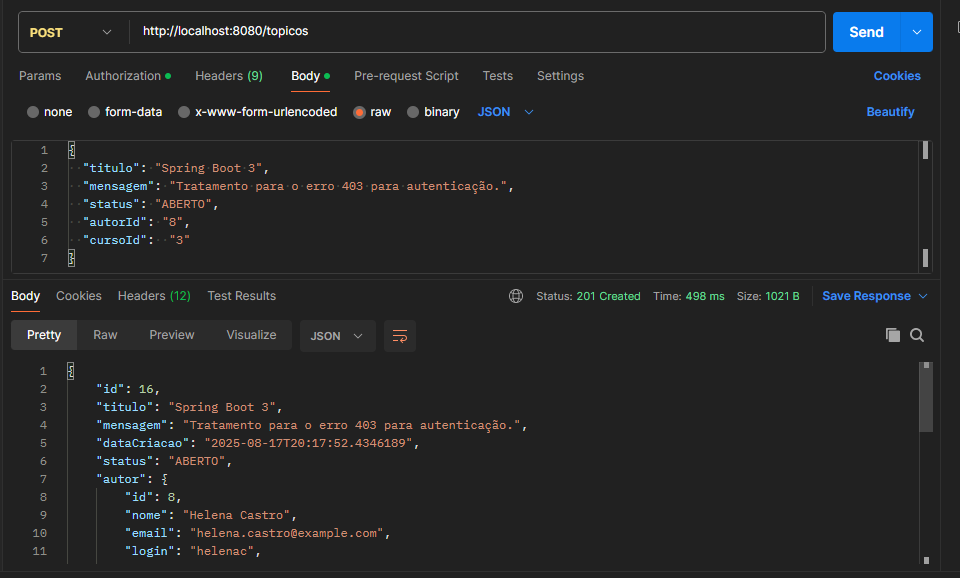 POST http://localhost:8080/topicos Send
Params Authorization Headers (9) Body Pre-request Script Tests Settings Cookies
none form-data x-www-form-urlencoded raw binary JSON Beautify
1 {
2 "titulo": "Spring Boot 3",
3 "mensagem": "Tratamento para o erro 403 para autenticação.",
4 "status": "ABERTO",
5 "autorId": "8",
6 "cursoId": "3"
7 }
Body Cookies Headers (12) Test Results Status: 201 Created Time: 498 ms Size: 1021 B Save Response
Pretty Raw Preview Visualize JSON
1 {
2 "id": 16,
3 "titulo": "Spring Boot 3",
4 "mensagem": "Tratamento para o erro 403 para autenticação.",
5 "dataCriacao": "2025-08-17T20:17:52.4346189",
6 "status": "ABERTO",
7 "autor": {
8 "id": 8,
9 "nome": "Helena Castro",
10 "email": "helena.castro@example.com",
11 "login": "helenac",